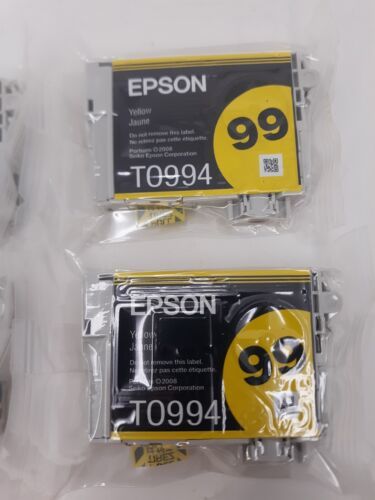 EPSON
Yellow
Jaune
Do not remove this label.
Ne retirez pas cette étiquette.
Portions ©2008
Seiko Epson Corporation
99
T0994
EPSON
Yellow
Jaune
Do not remove this label.
Ne retirez pas cette étiquette.
Portions ©2008
Seiko Epson Corporation
99
T0994